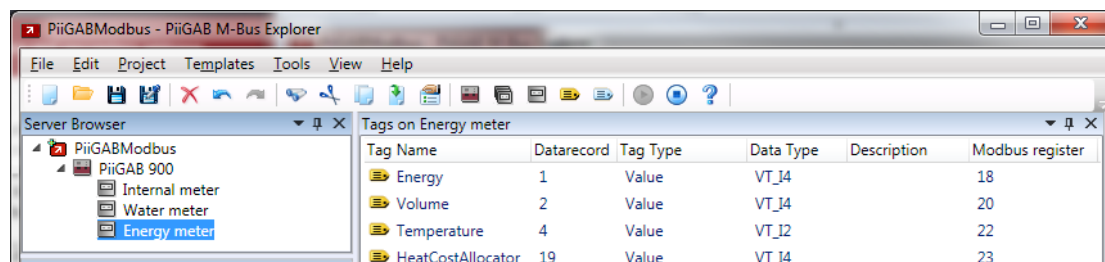 PiiGABModbus - PiiGAB M-Bus Explorer
File Edit Project Templates Tools View Help
Server Browser
PiiGABModbus
PiiGAB 900
Internal meter
Water meter
Energy meter
Tags on Energy meter
Tag Name Datarecord Tag Type Data Type Description Modbus register
Energy 1 Value VT_I4 18
Volume 2 Value VT_I4 20
Temperature 4 Value VT_I2 22
HeatCostAllocator 19 Value VT_I4 23